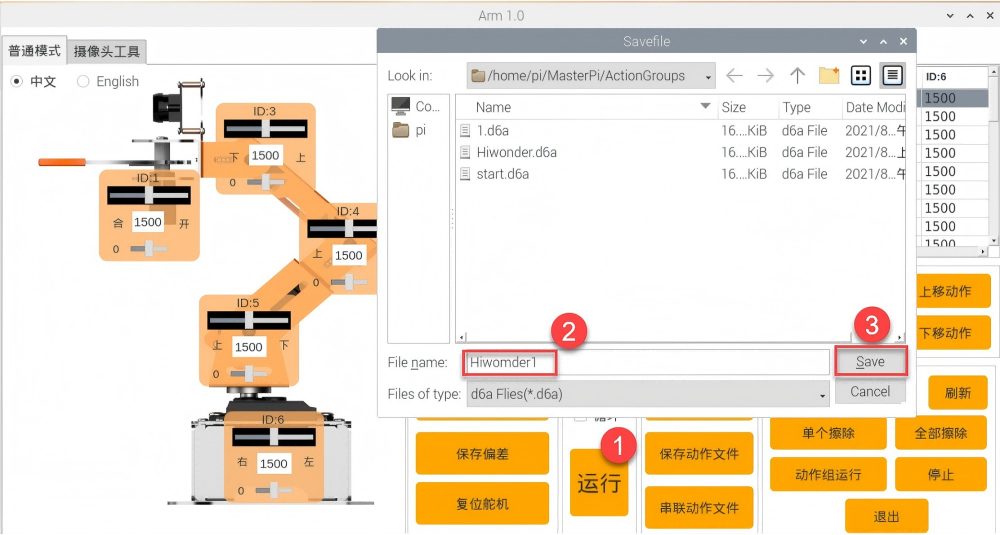 Arm 1.0
普通模式 摄像头工具
中文 English
ID:3
下 1500 上
0
ID:1
合 1500 开
0
ID:4
上 1500
0
ID:5
上 1500 下
0
ID:6
右 1500 左
0
Savefile
Look in: /home/pi/MasterPi/ActionGroups
Co...
pi
Name Size Type Date Modi
1.d6a 16....KiB d6a File 2021/8...午
Hiwonder.d6a 16....KiB d6a File 2021/8...上
start.d6a 16....KiB d6a File 2021/8...午
2
3
File name: Hiwomder1 Save
Files of type: d6a Flies(*.d6a) Cancel
ID:6
1500
1500
1500
1500
1500
1500
1500
1500
1500
上移动作
下移动作
循环
1
保存偏差
复位舵机
运行
保存动作文件
串联动作文件
刷新
单个擦除 全部擦除
动作组运行 停止
退出